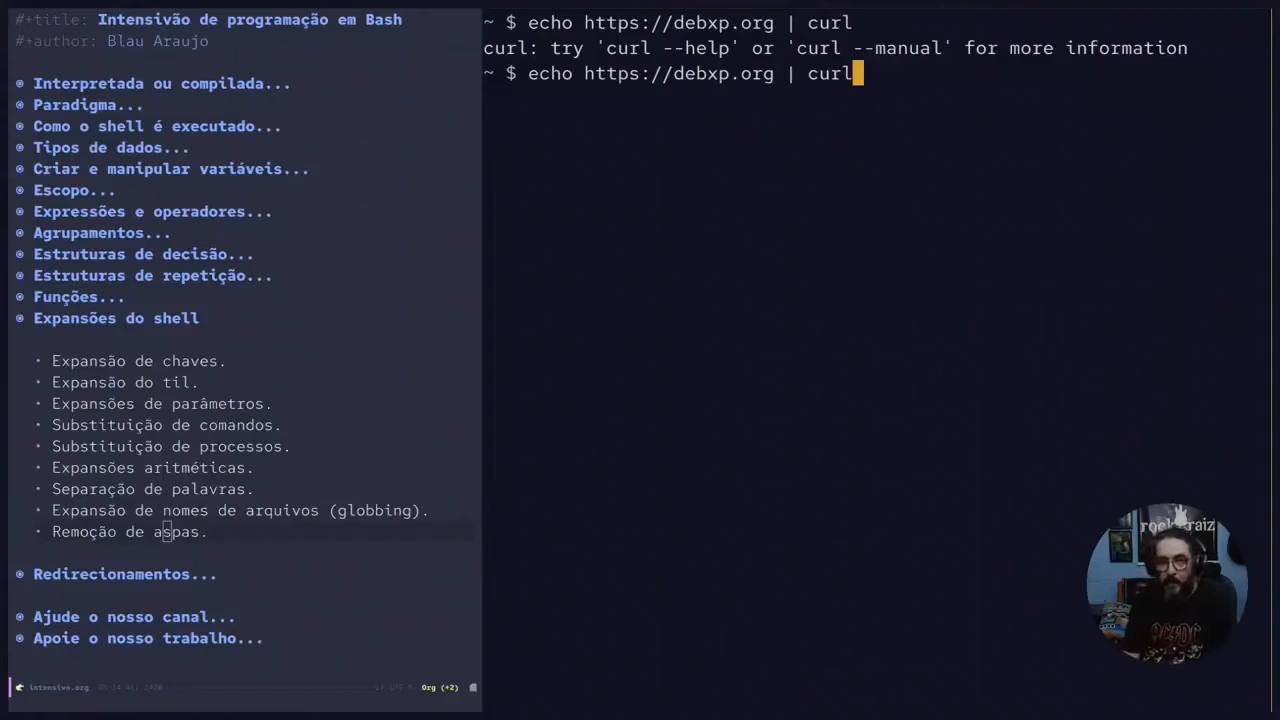 #+title: Intensivão de programação em Bash
#+author: Blau Araujo
Interpretada ou compilada...
Paradigma...
Como o shell é executado...
Tipos de dados...
Criar e manipular variáveis...
Escopo...
Expressões e operadores...
Agrupamentos...
Estruturas de decisão...
Estruturas de repetição...
Funções...
Expansões do shell
• Expansão de chaves.
• Expansão do til.
• Expansões de parâmetros.
• Substituição de comandos.
• Substituição de processos.
• Expansões aritméticas.
• Separação de palavras.
• Expansão de nomes de arquivos (globbing).
• Remoção de aspas.
Redirecionamentos...
Ajude o nosso canal...
Apoie o nosso trabalho...
intensivo.org
Org (+2)
~ $ echo https://debxp.org | curl
curl: try 'curl --help' or 'curl --manual' for more information
~ $ echo https://debxp.org | curl